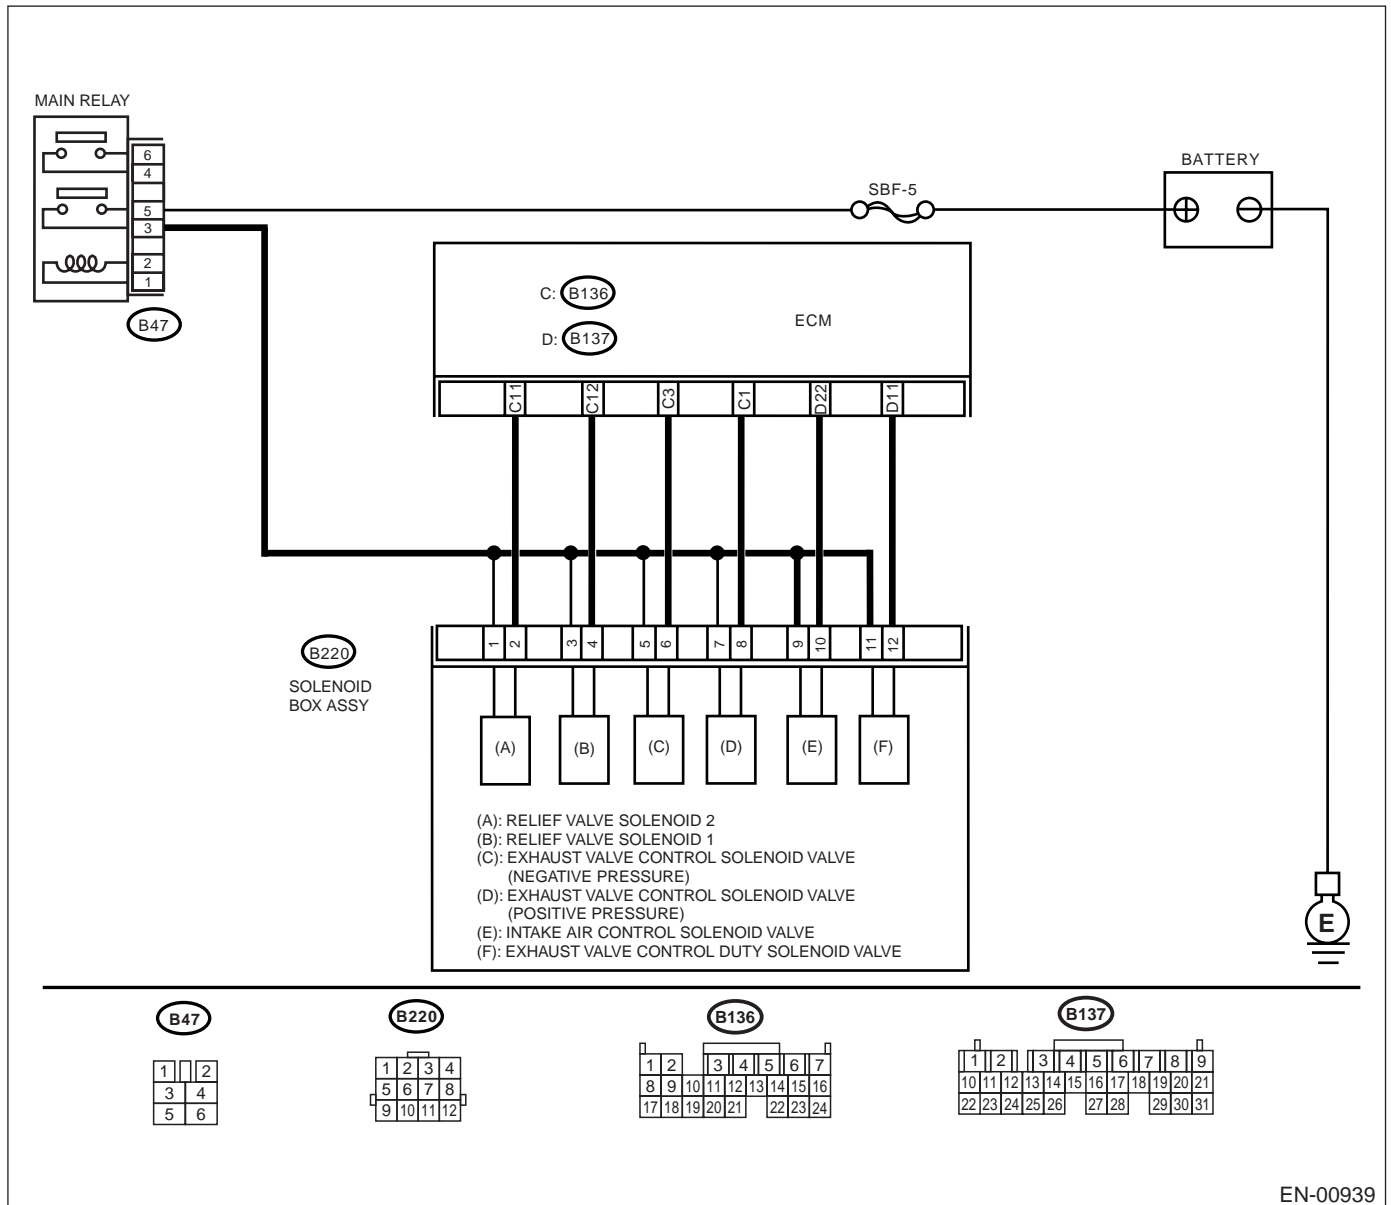 MAIN RELAY
6
4
5
3
2
1
B47
SBF-5
BATTERY
C: B136
D: B137
ECM
C11 C12 C3 C1 D22 D11
B220
SOLENOID
BOX ASSY
1 2 3 4 5 6 7 8 9 10 11 12
(A) (B) (C) (D) (E) (F)
(A): RELIEF VALVE SOLENOID 2
(B): RELIEF VALVE SOLENOID 1
(C): EXHAUST VALVE CONTROL SOLENOID VALVE
(NEGATIVE PRESSURE)
(D): EXHAUST VALVE CONTROL SOLENOID VALVE
(POSITIVE PRESSURE)
(E): INTAKE AIR CONTROL SOLENOID VALVE
(F): EXHAUST VALVE CONTROL DUTY SOLENOID VALVE
E
B47
1 2
3 4
5 6
B220
1 2 3 4
5 6 7 8
9 10 11 12
B136
1 2 3 4 5 6 7
8 9 10 11 12 13 14 15 16
17 18 19 20 21 22 23 24
B137
1 2 3 4 5 6 7 8 9
10 11 12 13 14 15 16 17 18 19 20 21
22 23 24 25 26 27 28 29 30 31
EN-00939